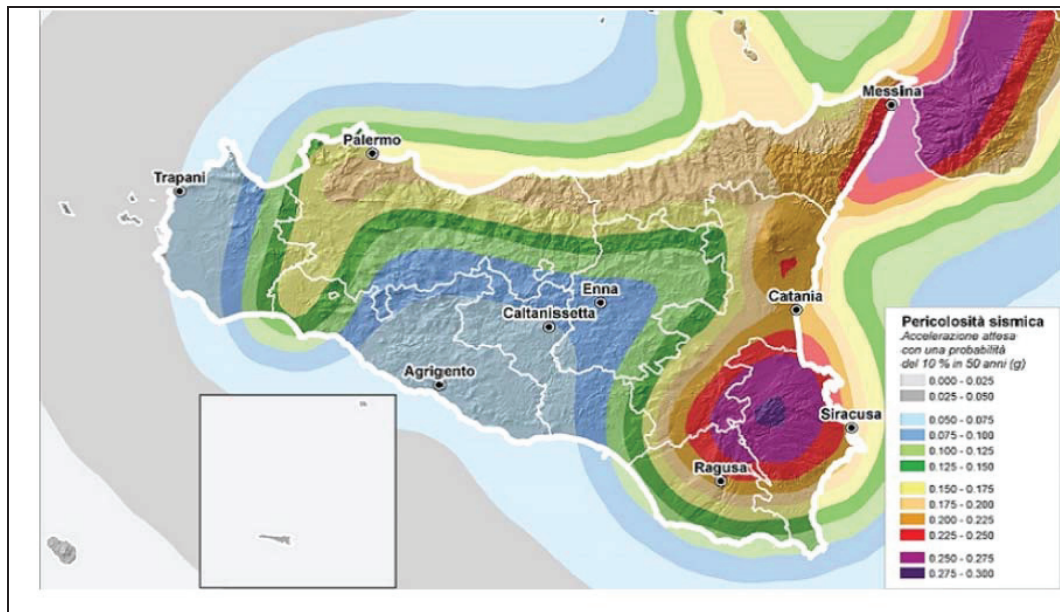 Messina
Palermo
Trapani
Enna
Catania
Caltanissetta
Agrigento
Siracusa
Ragusa
Pericolosità sismica
Accelerazione attesa
con una probabilità
del 10 % in 50 anni (g)
0.000 - 0.025
0.025 - 0.050
0.050 - 0.075
0.075 - 0.100
0.100 - 0.125
0.125 - 0.150
0.150 - 0.175
0.175 - 0.200
0.200 - 0.225
0.225 - 0.250
0.250 - 0.275
0.275 - 0.300